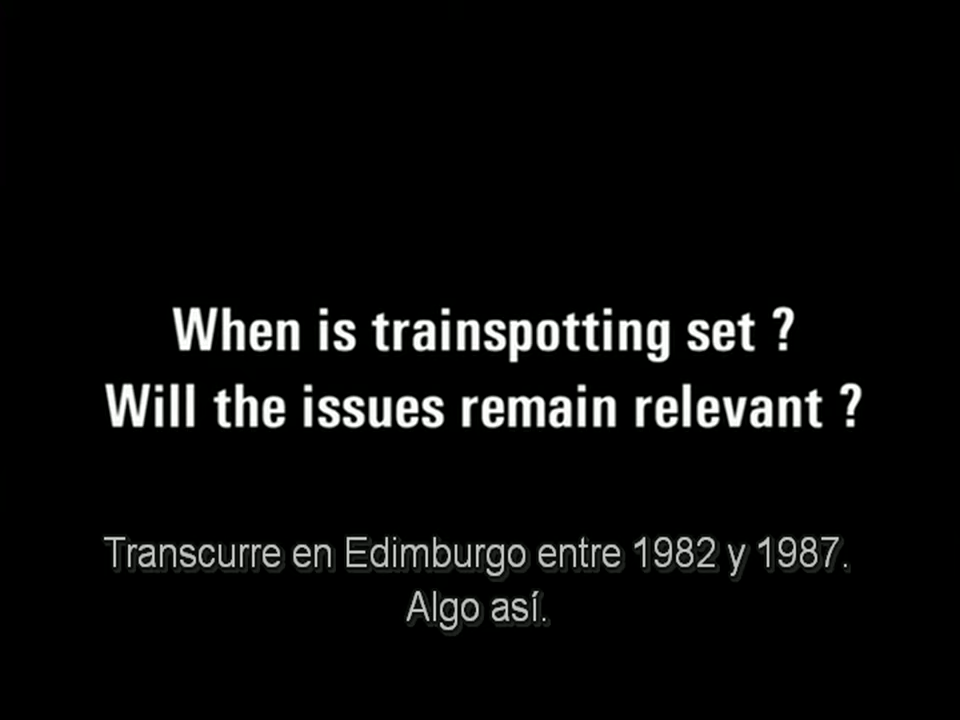 When is trainspotting set ?
Will the issues remain relevant ?
Transcurre en Edimburgo entre 1982 y 1987.
Algo así.